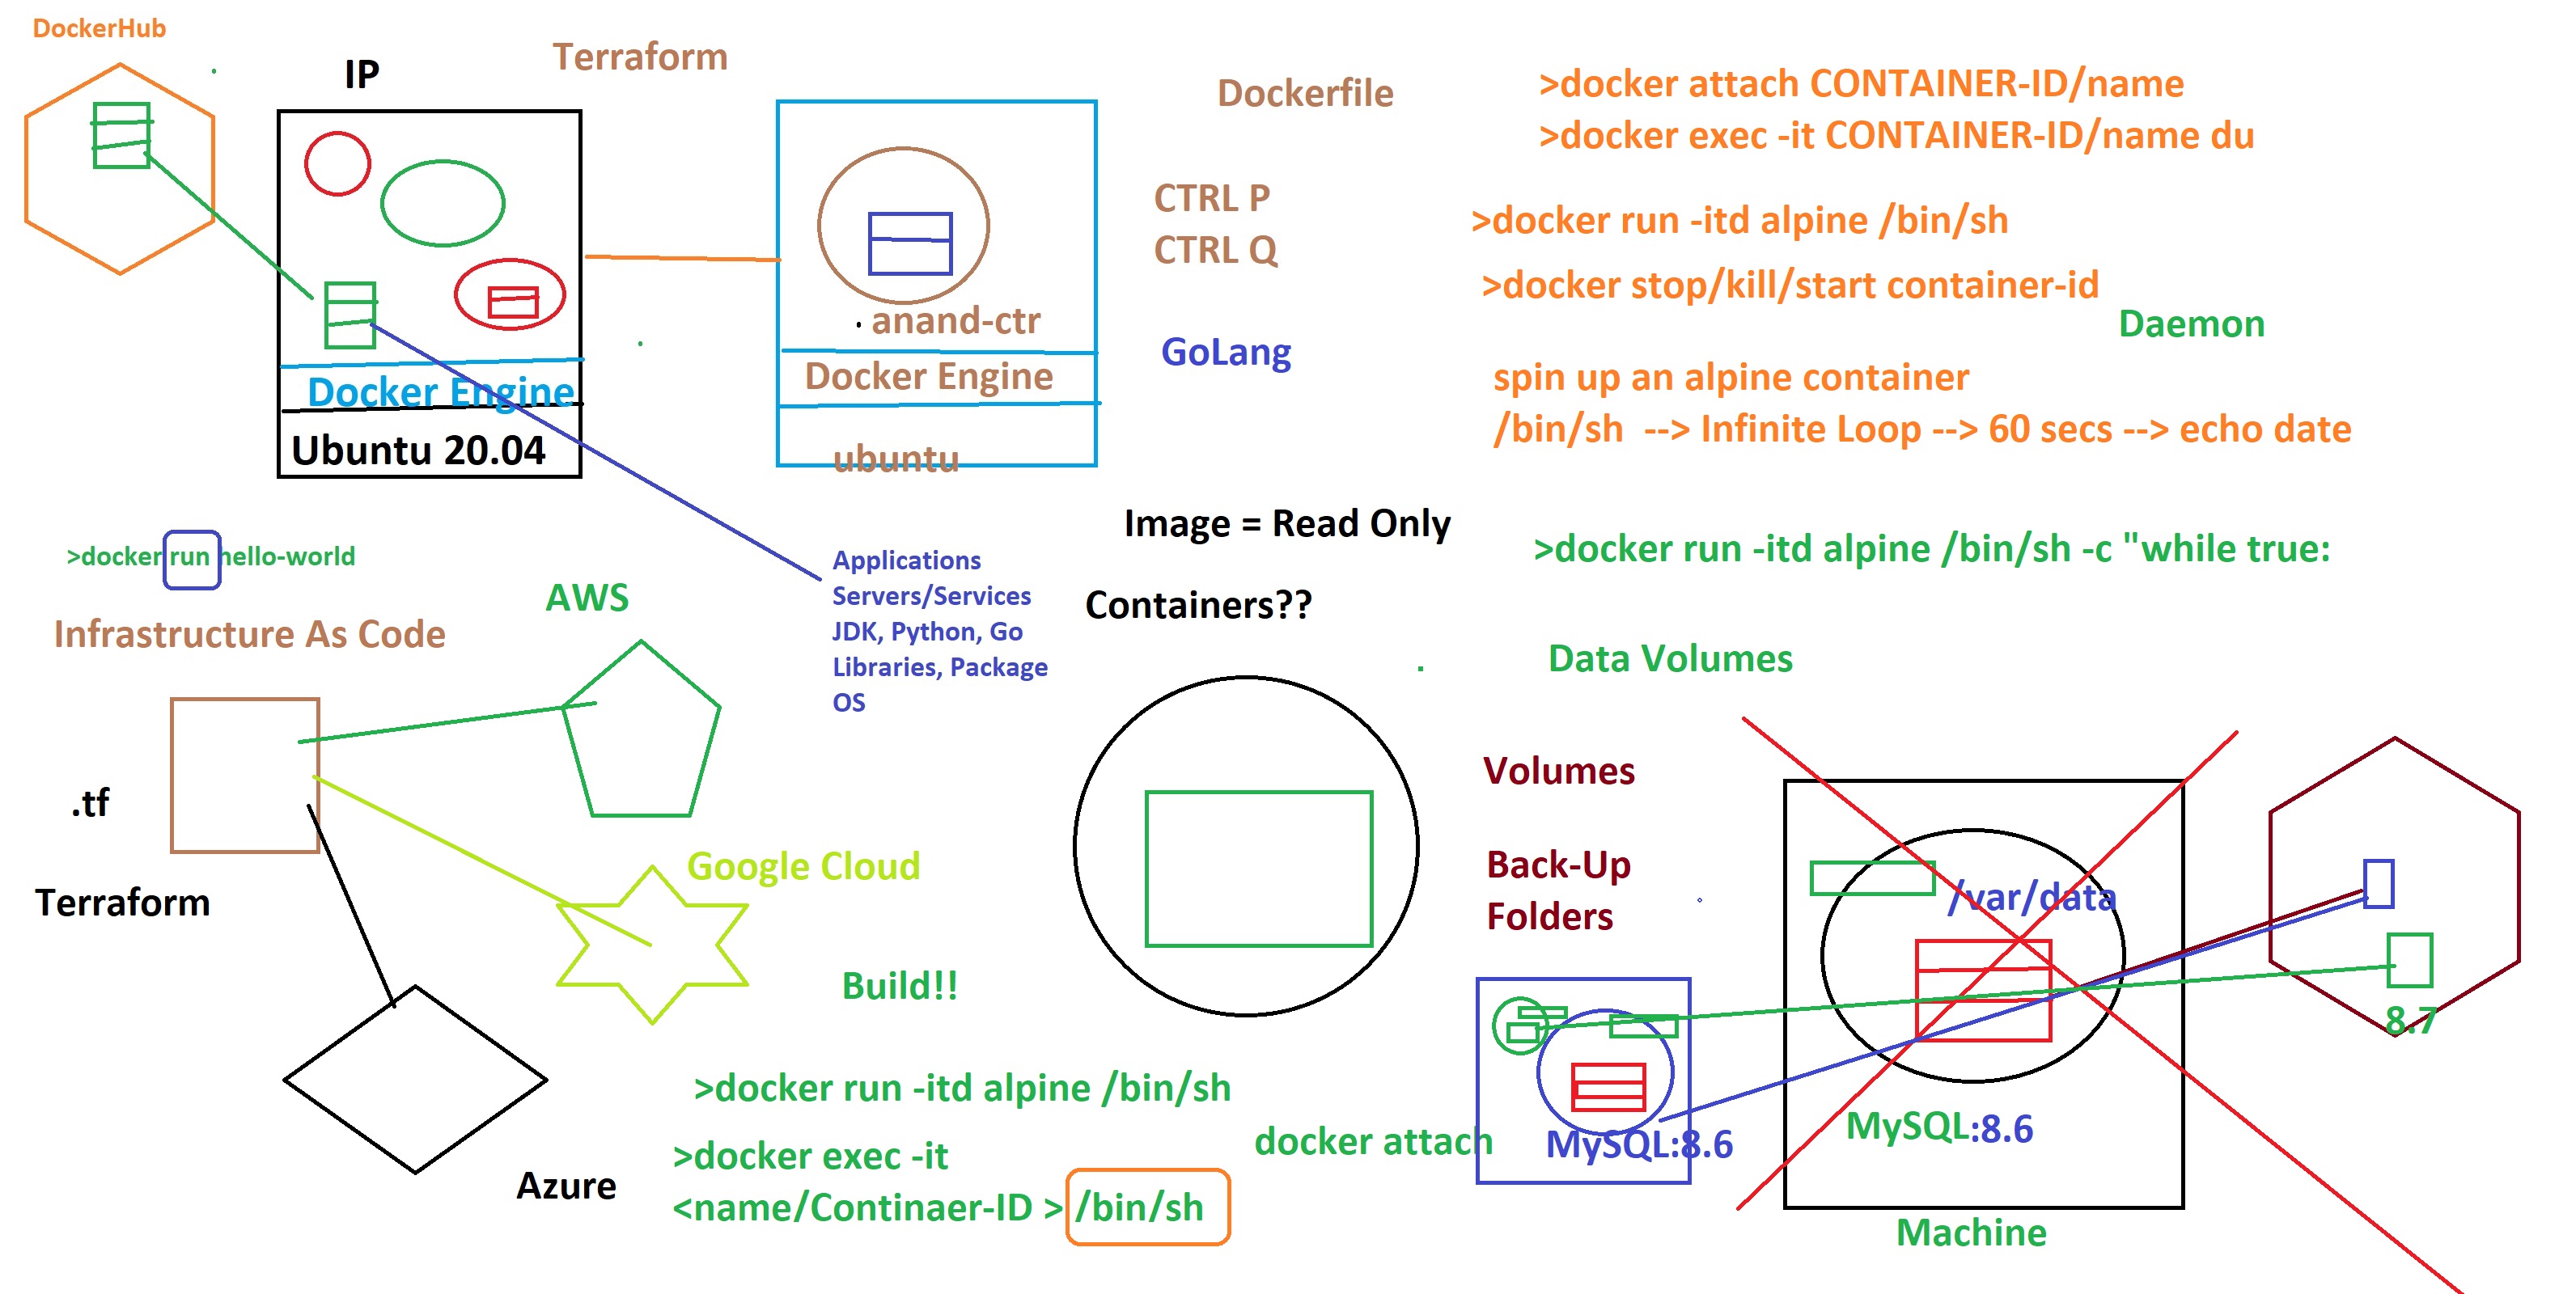 DockerHub
IP
Terraform
Docker Engine
Ubuntu 20.04
anand-ctr
Docker Engine
ubuntu
Dockerfile
CTRL P
CTRL Q
GoLang
>docker attach CONTAINER-ID/name
>docker exec -it CONTAINER-ID/name du
>docker run -itd alpine /bin/sh
>docker stop/kill/start container-id
Daemon
spin up an alpine container
/bin/sh --> Infinite Loop --> 60 secs --> echo date
>docker run hello-world
Infrastructure As Code
AWS
Applications
Servers/Services
JDK, Python, Go
Libraries, Package
OS
Image = Read Only
Containers??
>docker run -itd alpine /bin/sh -c "while true:
Data Volumes
.tf
Terraform
Google Cloud
Azure
Build!!
>docker run -itd alpine /bin/sh
>docker exec -it
<name/Continaer-ID > /bin/sh
docker attach
Volumes
Back-Up
Folders
/var/data
MySQL:8.6
MySQL:8.6
Machine
8.7